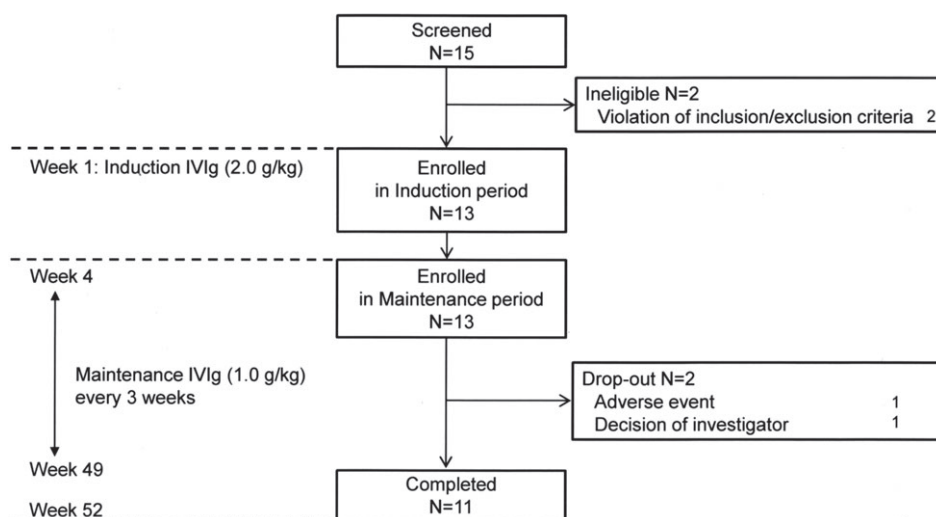 Screened
N=15
Ineligible N=2
Violation of inclusion/exclusion criteria 2
Week 1: Induction IVIg (2.0 g/kg)
Enrolled
in Induction period
N=13
Week 4
Enrolled
in Maintenance period
N=13
Maintenance IVIg (1.0 g/kg)
every 3 weeks
Drop-out N=2
Adverse event 1
Decision of investigator 1
Week 49
Completed
N=11
Week 52